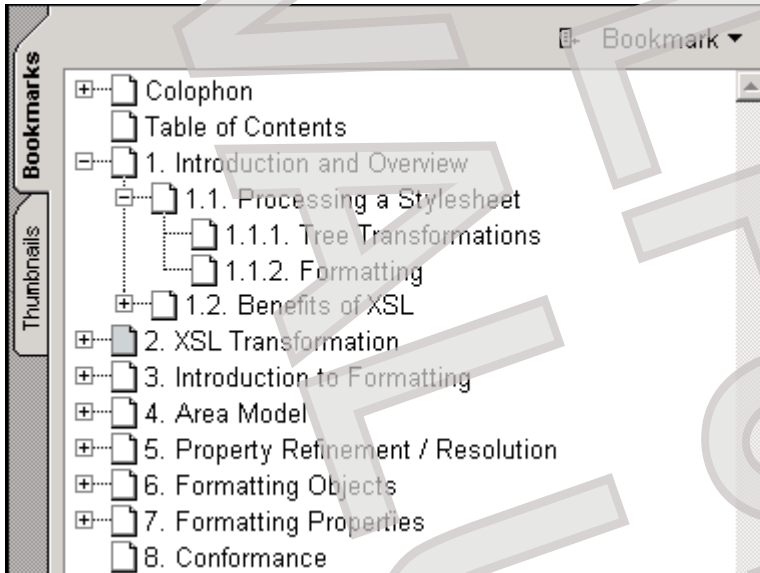 Bookmark
Bookmarks
Thumbnails
Colophon
Table of Contents
1. Introduction and Overview
1.1. Processing a Stylesheet
1.1.1. Tree Transformations
1.1.2. Formatting
1.2. Benefits of XSL
2. XSL Transformation
3. Introduction to Formatting
4. Area Model
5. Property Refinement / Resolution
6. Formatting Objects
7. Formatting Properties
8. Conformance